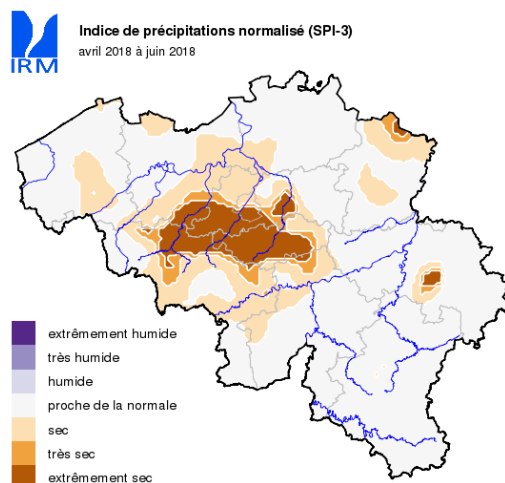 Indice de précipitations normalisé (SPI-3)
avril 2018 à juin 2018
IRM
extrêmement humide
très humide
humide
proche de la normale
sec
très sec
extrêmement sec